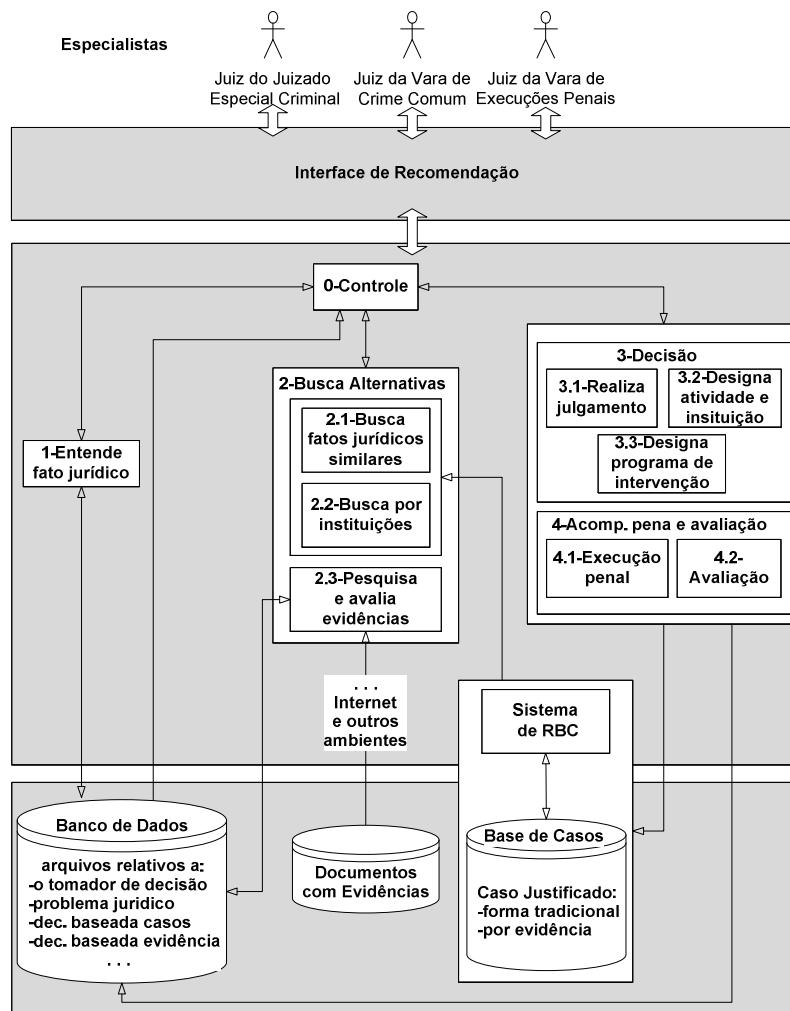 Especialistas
Juiz do Juizado
Especial Criminal
Juiz da Vara de
Crime Comum
Juiz da Vara de
Execuções Penais
Interface de Recomendação
0-Controle
1-Entende
fato jurídico
2-Busca Alternativas
2.1-Busca
fatos jurídicos
similares
2.2-Busca por
instituições
2.3-Pesquisa
e avalia
evidências
3-Decisão
3.1-Realiza
julgamento
3.2-Designa
atividade e
insituição
3.3-Designa
programa de
intervenção
4-Acomp. pena e avaliação
4.1-Execução
penal
4.2-
Avaliação
. . .
Internet
e outros
ambientes
Sistema
de RBC
Banco de Dados
arquivos relativos a:
-o tomador de decisão
-problema jurídico
-dec. baseada casos
-dec. baseada evidência
. . .
Documentos
com Evidências
Base de Casos
Caso Justificado:
-forma tradicional
-por evidência